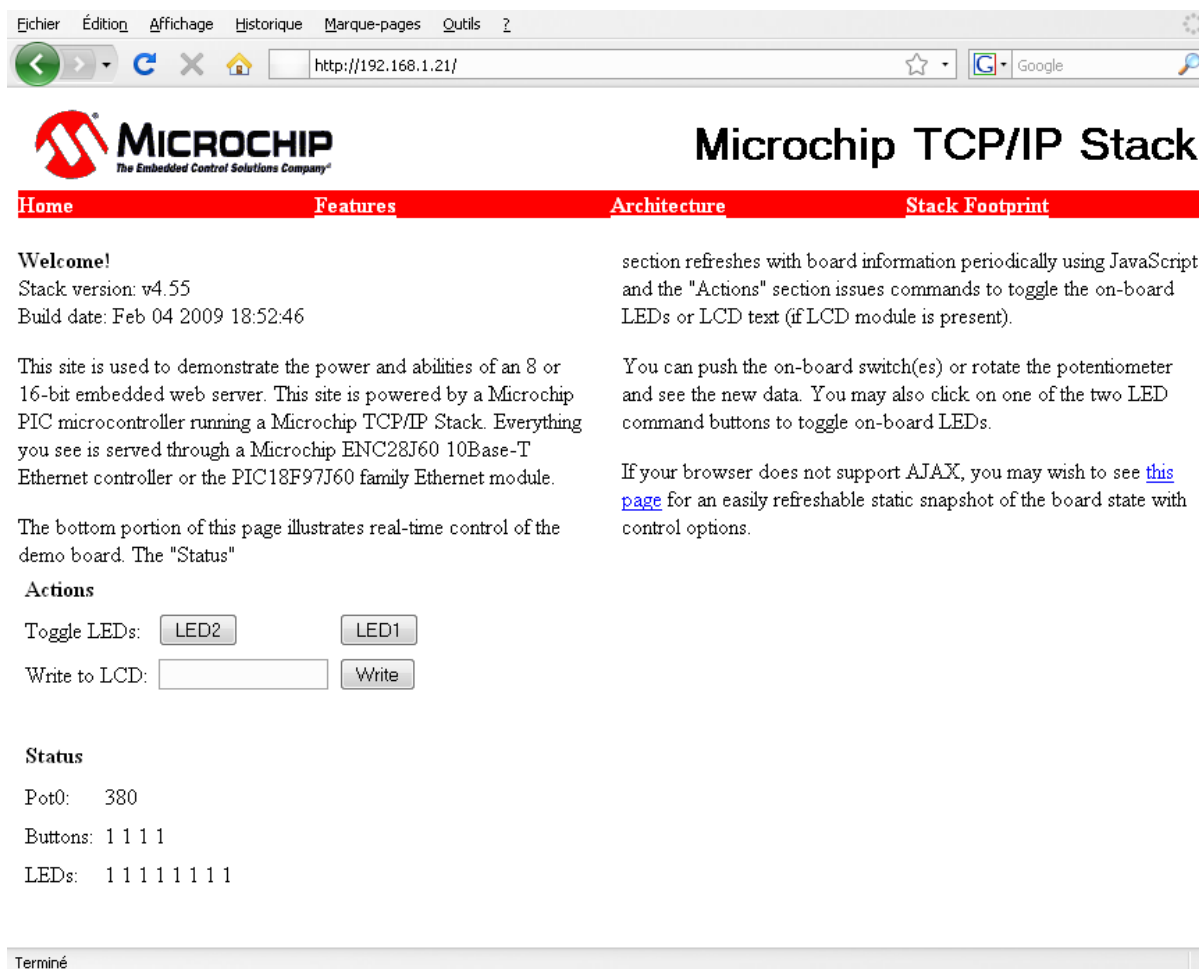 Fichier Édition Affichage Historique Marque-pages Outils ?
http://192.168.1.21/
Google
MICROCHIP
The Embedded Control Solutions Company®
Microchip TCP/IP Stack
Home Features Architecture Stack Footprint
Welcome!
Stack version: v4.55
Build date: Feb 04 2009 18:52:46
This site is used to demonstrate the power and abilities of an 8 or
16-bit embedded web server. This site is powered by a Microchip
PIC microcontroller running a Microchip TCP/IP Stack. Everything
you see is served through a Microchip ENC28J60 10Base-T
Ethernet controller or the PIC18F97J60 family Ethernet module.
The bottom portion of this page illustrates real-time control of the
demo board. The "Status"
section refreshes with board information periodically using JavaScript
and the "Actions" section issues commands to toggle the on-board
LEDs or LCD text (if LCD module is present).
You can push the on-board switch(es) or rotate the potentiometer
and see the new data. You may also click on one of the two LED
command buttons to toggle on-board LEDs.
If your browser does not support AJAX, you may wish to see this
page for an easily refreshable static snapshot of the board state with
control options.
Actions
Toggle LEDs: LED2 LED1
Write to LCD: Write
Status
Pot0: 380
Buttons: 1 1 1 1
LEDs: 1 1 1 1 1 1 1 1
Terminé